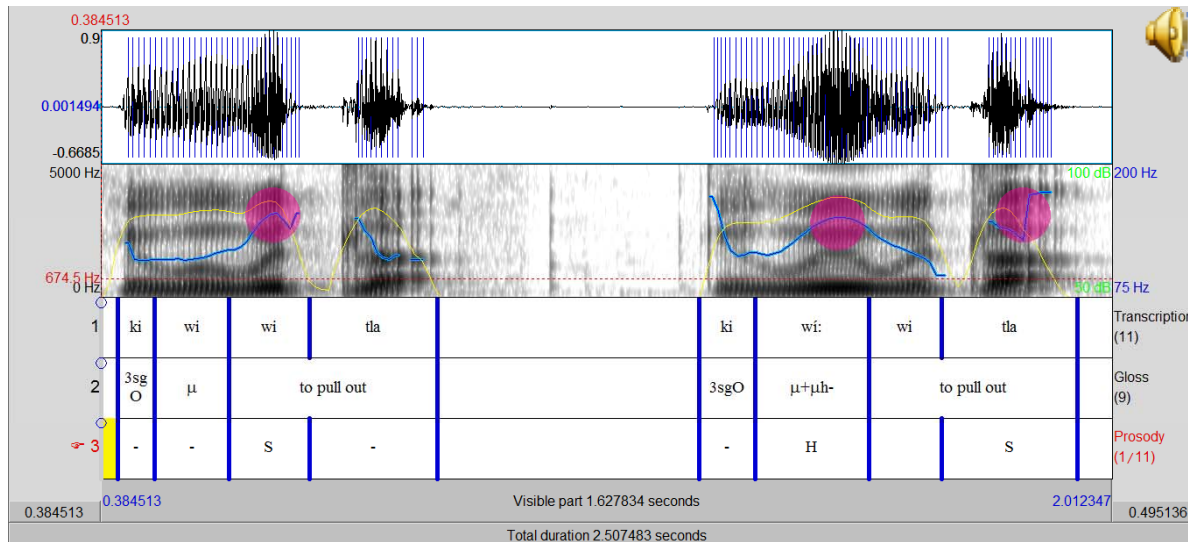 0.384513
0.9
0.001494
-0.6685
5000 Hz 100 dB 200 Hz
674.5 Hz
0 Hz 50 dB 75 Hz
1 ki wi wi tla ki wí: wi tla Transcription (11)
2 3sg O μ to pull out 3sgO μ+μh- to pull out Gloss (9)
3 - - S - - H S Prosody (1/11)
0.384513 Visible part 1.627834 seconds 2.012347
0.384513 0.495136
Total duration 2.507483 seconds